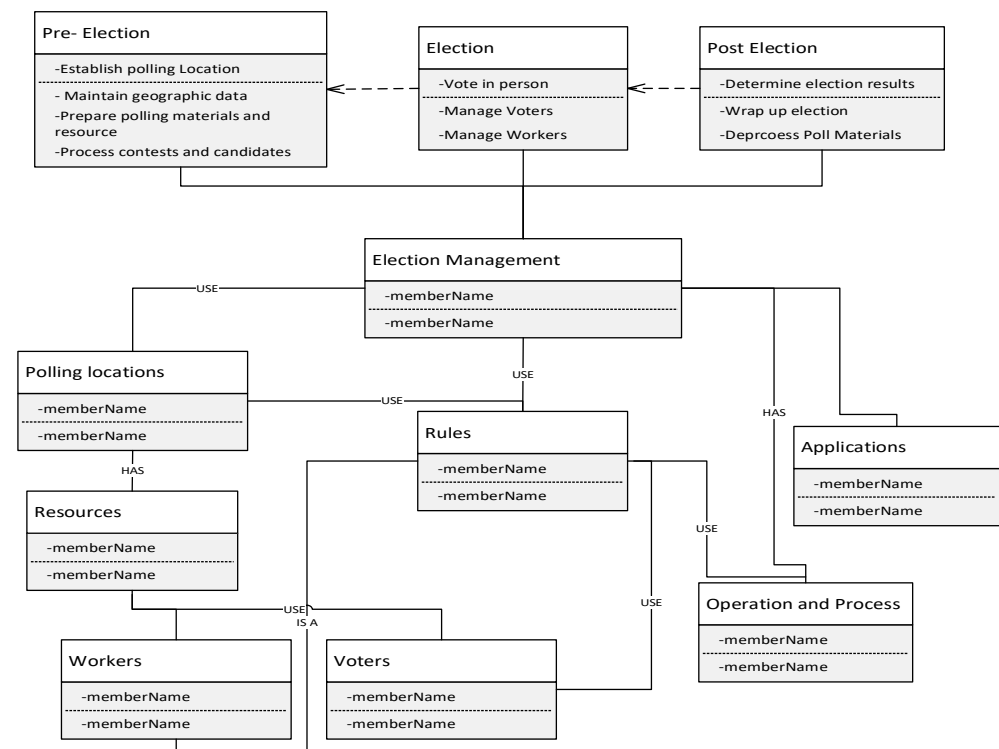 Pre- Election
-Establish polling Location
- Maintain geographic data
-Prepare polling materials and
resource
-Process contests and candidates
Election
-Vote in person
-Manage Voters
-Manage Workers
Post Election
-Determine election results
-Wrap up election
-Deprcoess Poll Materials
Election Management
-memberName
-memberName
USE
USE
Polling locations
-memberName
-memberName
USE
HAS
Rules
-memberName
-memberName
HAS
Applications
-memberName
-memberName
Resources
-memberName
-memberName
USE
USE
Operation and Process
-memberName
-memberName
USE
IS A
Workers
-memberName
-memberName
Voters
-memberName
-memberName